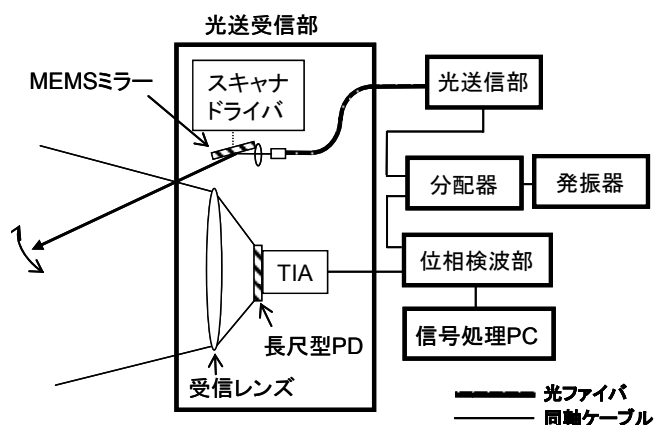 光送受信部
MEMSミラー
スキャナ
ドライバ
光送信部
分配器
発振器
TIA
位相検波部
長尺型PD
信号処理PC
受信レンズ
光ファイバ
同軸ケーブル